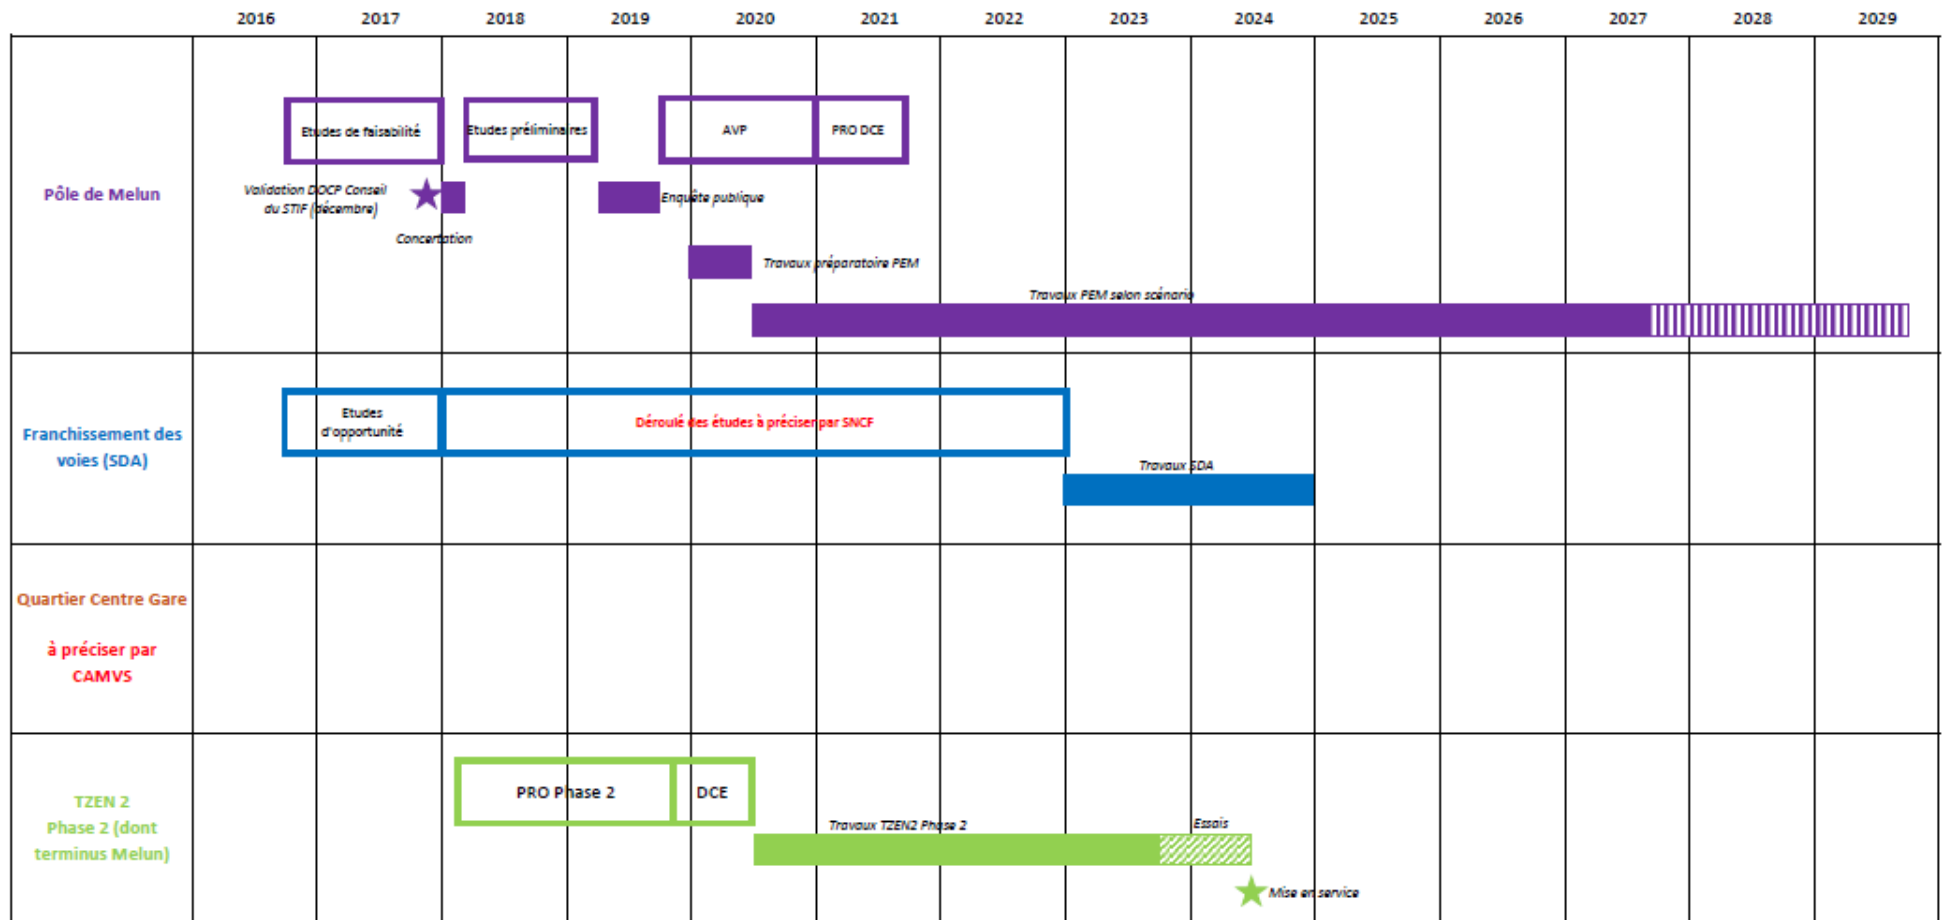 2016 2017 2018 2019 2020 2021 2022 2023 2024 2025 2026 2027 2028 2029
Pôle de Melun
Etudes de faisabilité
Etudes préliminaires
AVP
PRO DCE
Validation DOCP Conseil
du STIF (décembre)
Concertation
Enquête publique
Travaux préparatoire PEM
Travaux PEM selon scénario
Franchissement des
voies (SDA)
Etudes
d'opportunité
Déroulé des études à préciser par SNCF
Travaux SDA
Quartier Centre Gare
à préciser par
CAMVS
TZEN 2
Phase 2 (dont
terminus Melun)
PRO Phase 2
DCE
Travaux TZEN2 Phase 2
Essais
Mise en service